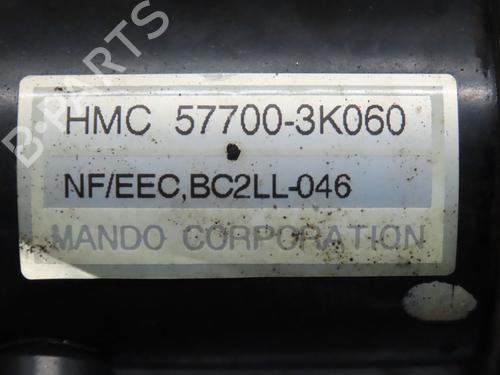 B-PARTS
HMC 57700-3K060
NF/EEC,BC2LL-046
MANDO CORPORATION